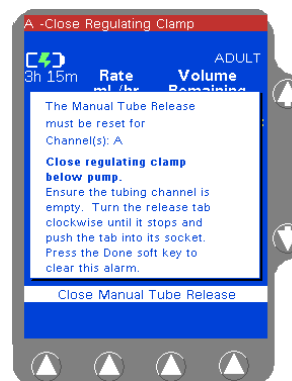 A -Close Regulating Clamp
ADULT
3h 15m Rate Volume
mL/hr Remaining
The Manual Tube Release
must be reset for
Channel(s): A
Close regulating clamp
below pump.
Ensure the tubing channel is
empty. Turn the release tab
clockwise until it stops and
push the tab into its socket.
Press the Done soft key to
clear this alarm.
Close Manual Tube Release